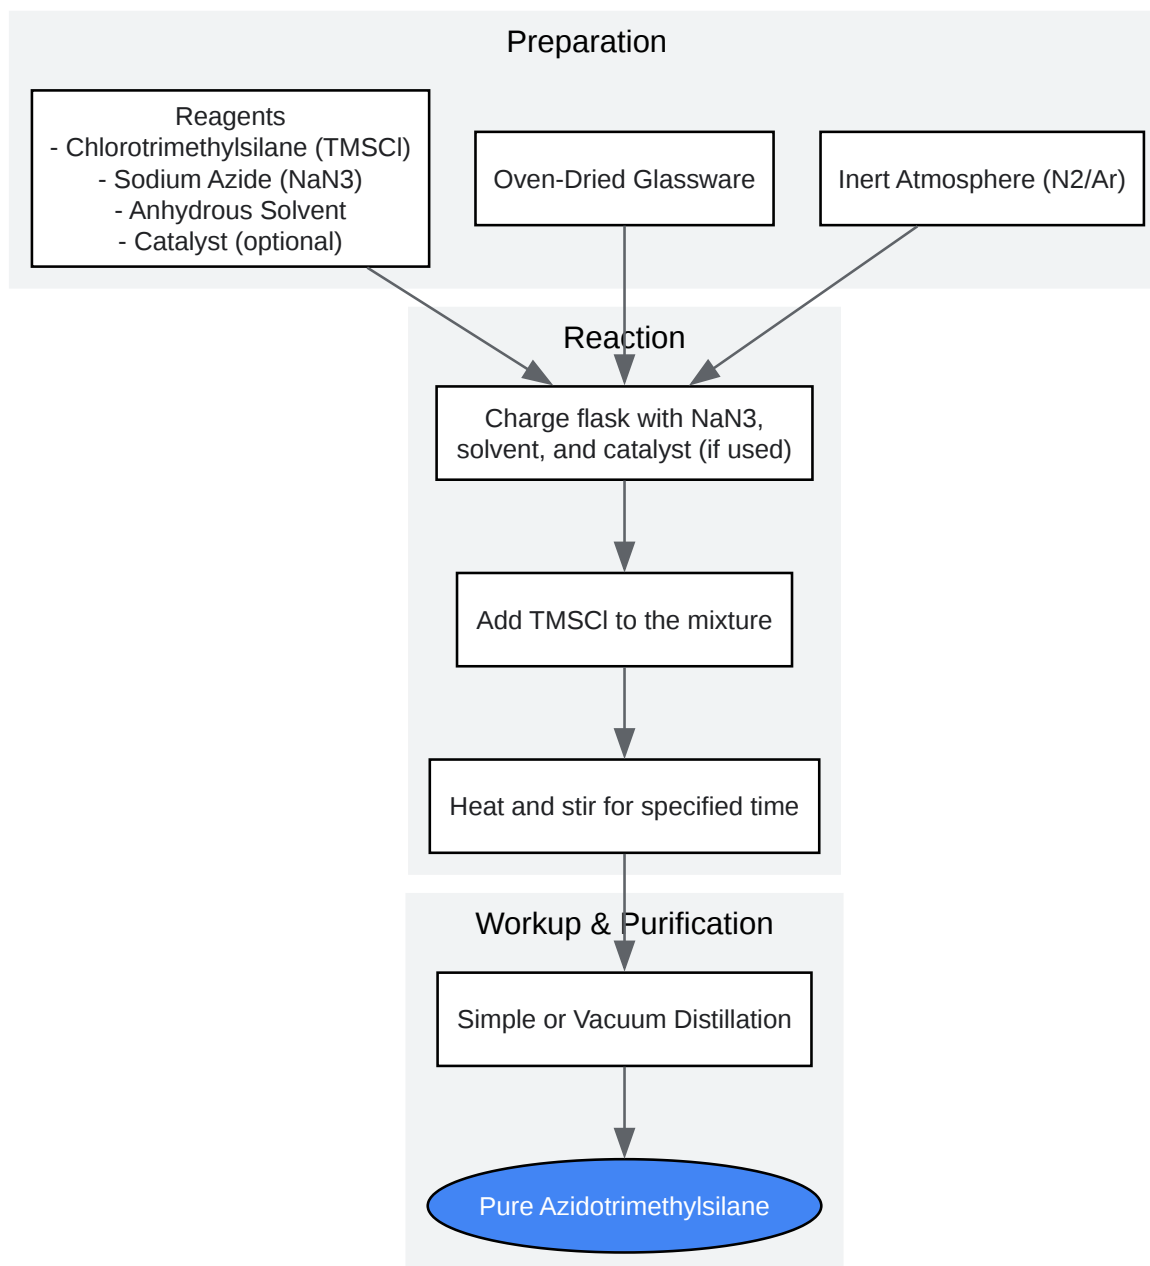 Preparation
Reagents
- Chlorotrimethylsilane (TMSCl)
- Sodium Azide (NaN3)
- Anhydrous Solvent
- Catalyst (optional)
Oven-Dried Glassware
Inert Atmosphere (N2/Ar)
Reaction
Charge flask with NaN3,
solvent, and catalyst (if used)
Add TMSCl to the mixture
Heat and stir for specified time
Workup & Purification
Simple or Vacuum Distillation
Pure Azidotrimethylsilane